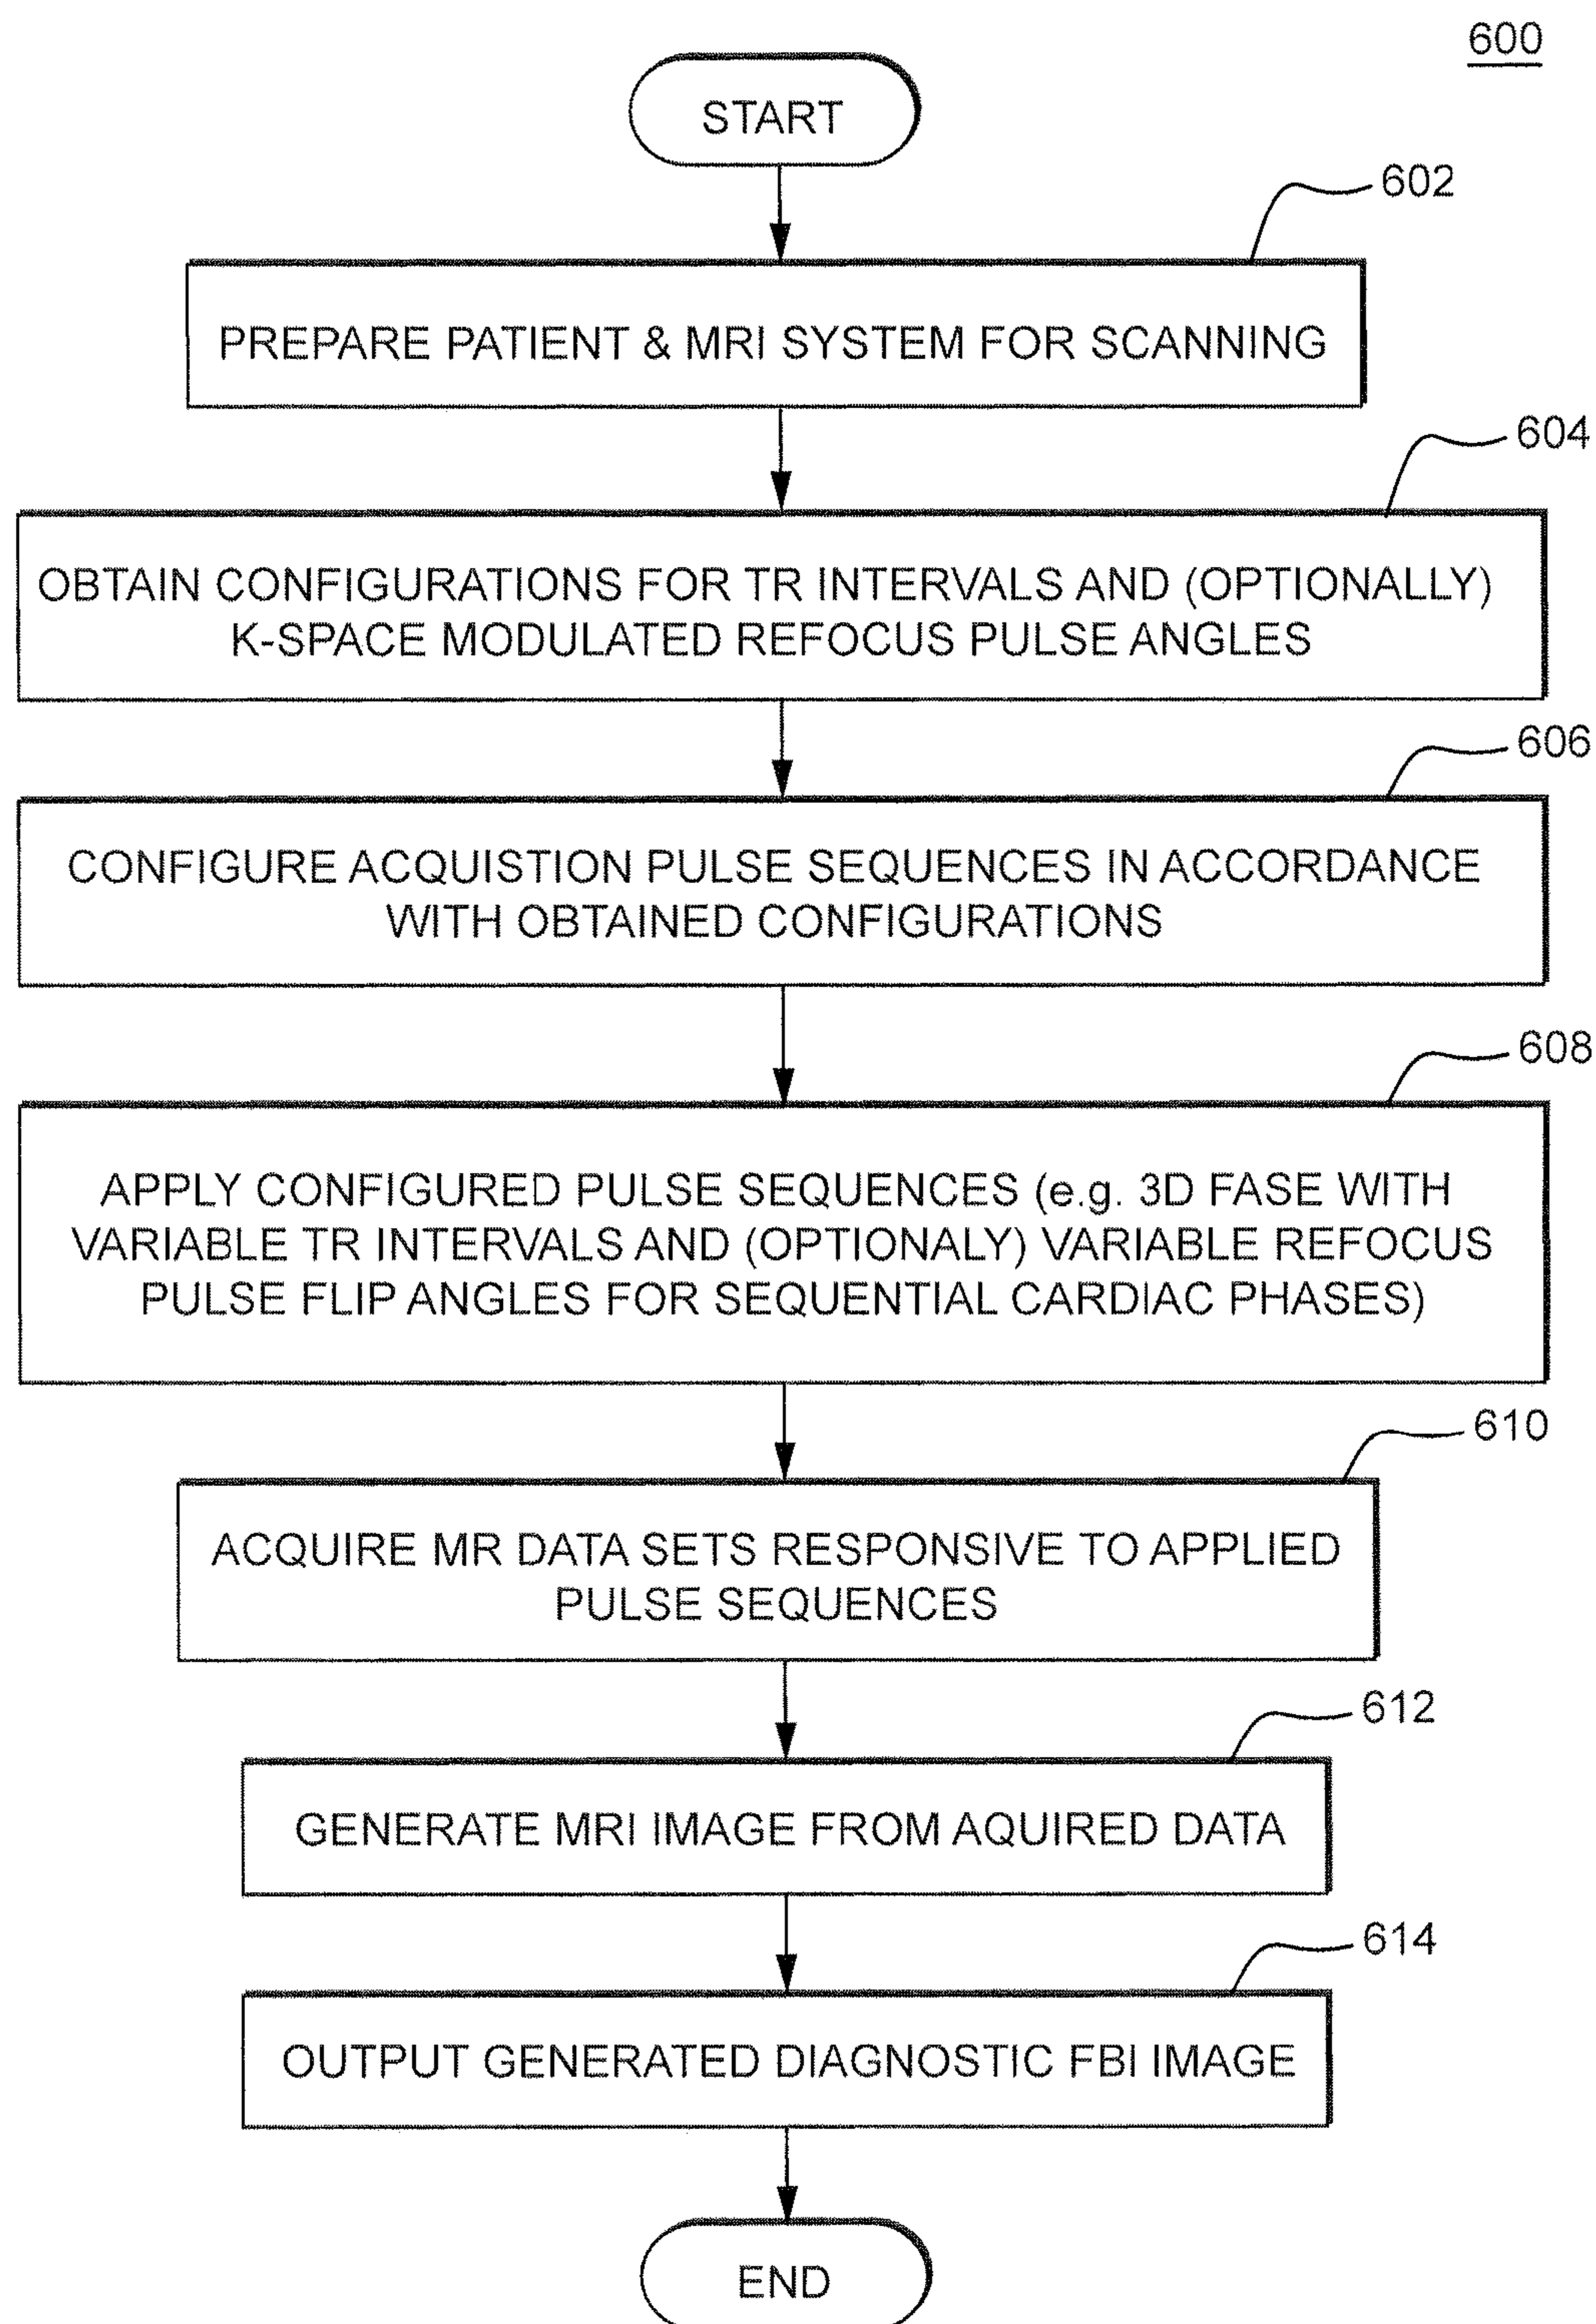 600
START
602
PREPARE PATIENT & MRI SYSTEM FOR SCANNING
604
OBTAIN CONFIGURATIONS FOR TR INTERVALS AND (OPTIONALLY)
K-SPACE MODULATED REFOCUS PULSE ANGLES
606
CONFIGURE ACQUISTION PULSE SEQUENCES IN ACCORDANCE
WITH OBTAINED CONFIGURATIONS
608
APPLY CONFIGURED PULSE SEQUENCES (e.g. 3D FASE WITH
VARIABLE TR INTERVALS AND (OPTIONALY) VARIABLE REFOCUS
PULSE FLIP ANGLES FOR SEQUENTIAL CARDIAC PHASES)
610
ACQUIRE MR DATA SETS RESPONSIVE TO APPLIED
PULSE SEQUENCES
612
GENERATE MRI IMAGE FROM AQUIRED DATA
614
OUTPUT GENERATED DIAGNOSTIC FBI IMAGE
END